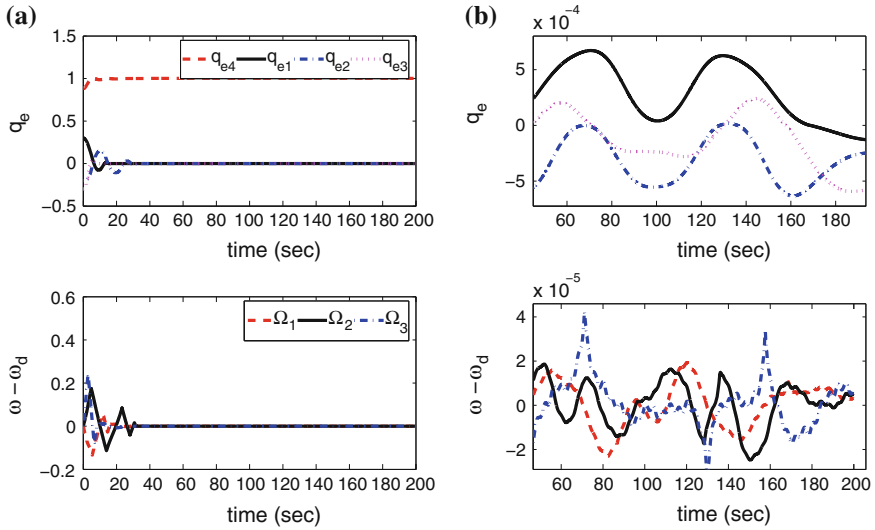 (a)
1.5
1
0.5
0
−0.5
q_e
q_e4 q_e1 q_e2 q_e3
0 20 40 60 80 100 120 140 160 180 200
time (sec)
(b)
x 10^−4
5
0
−5
q_e
60 80 100 120 140 160 180
time (sec)
0.6
0.4
0.2
0
−0.2
ω − ω_d
Ω_1 Ω_2 Ω_3
0 20 40 60 80 100 120 140 160 180 200
time (sec)
x 10^−5
4
2
0
−2
ω − ω_d
60 80 100 120 140 160 180 200
time (sec)